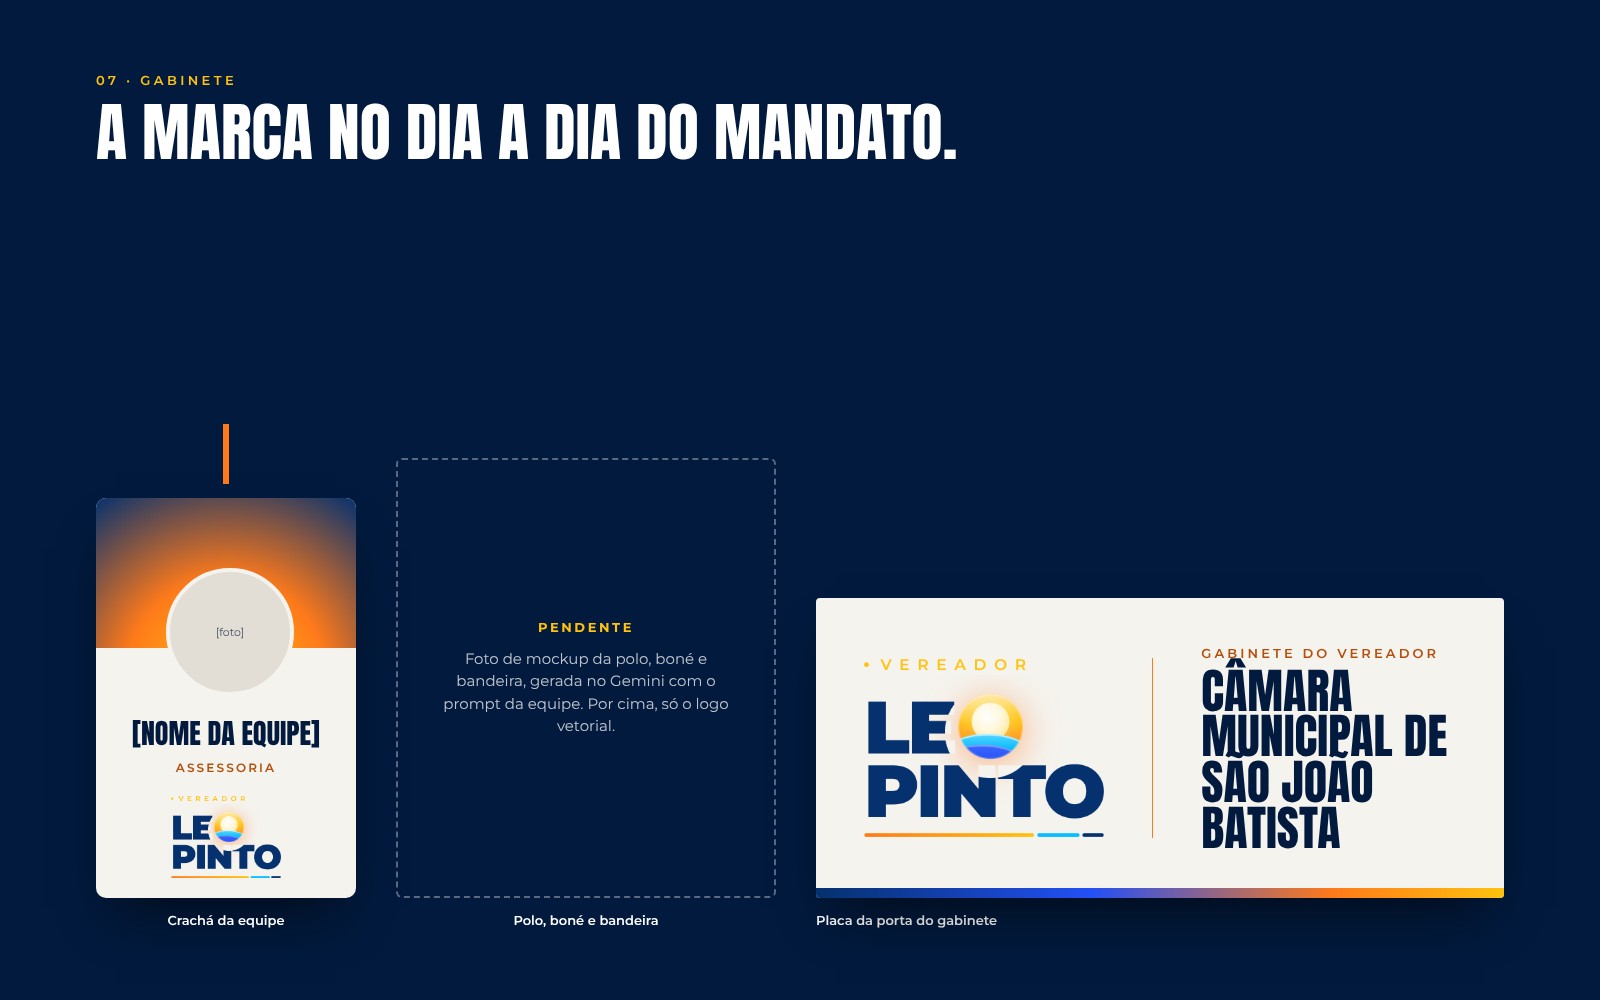 07 · GABINETE
A MARCA NO DIA A DIA DO MANDATO.
[foto]
[NOME DA EQUIPE]
ASSESSORIA
• VEREADOR
LEO
PINTO
Crachá da equipe
PENDENTE
Foto de mockup da polo, boné e
bandeira, gerada no Gemini com o
prompt da equipe. Por cima, só o logo
vetorial.
Polo, boné e bandeira
• VEREADOR
LEO
PINTO
GABINETE DO VEREADOR
CÂMARA
MUNICIPAL DE
SÃO JOÃO
BATISTA
Placa da porta do gabinete